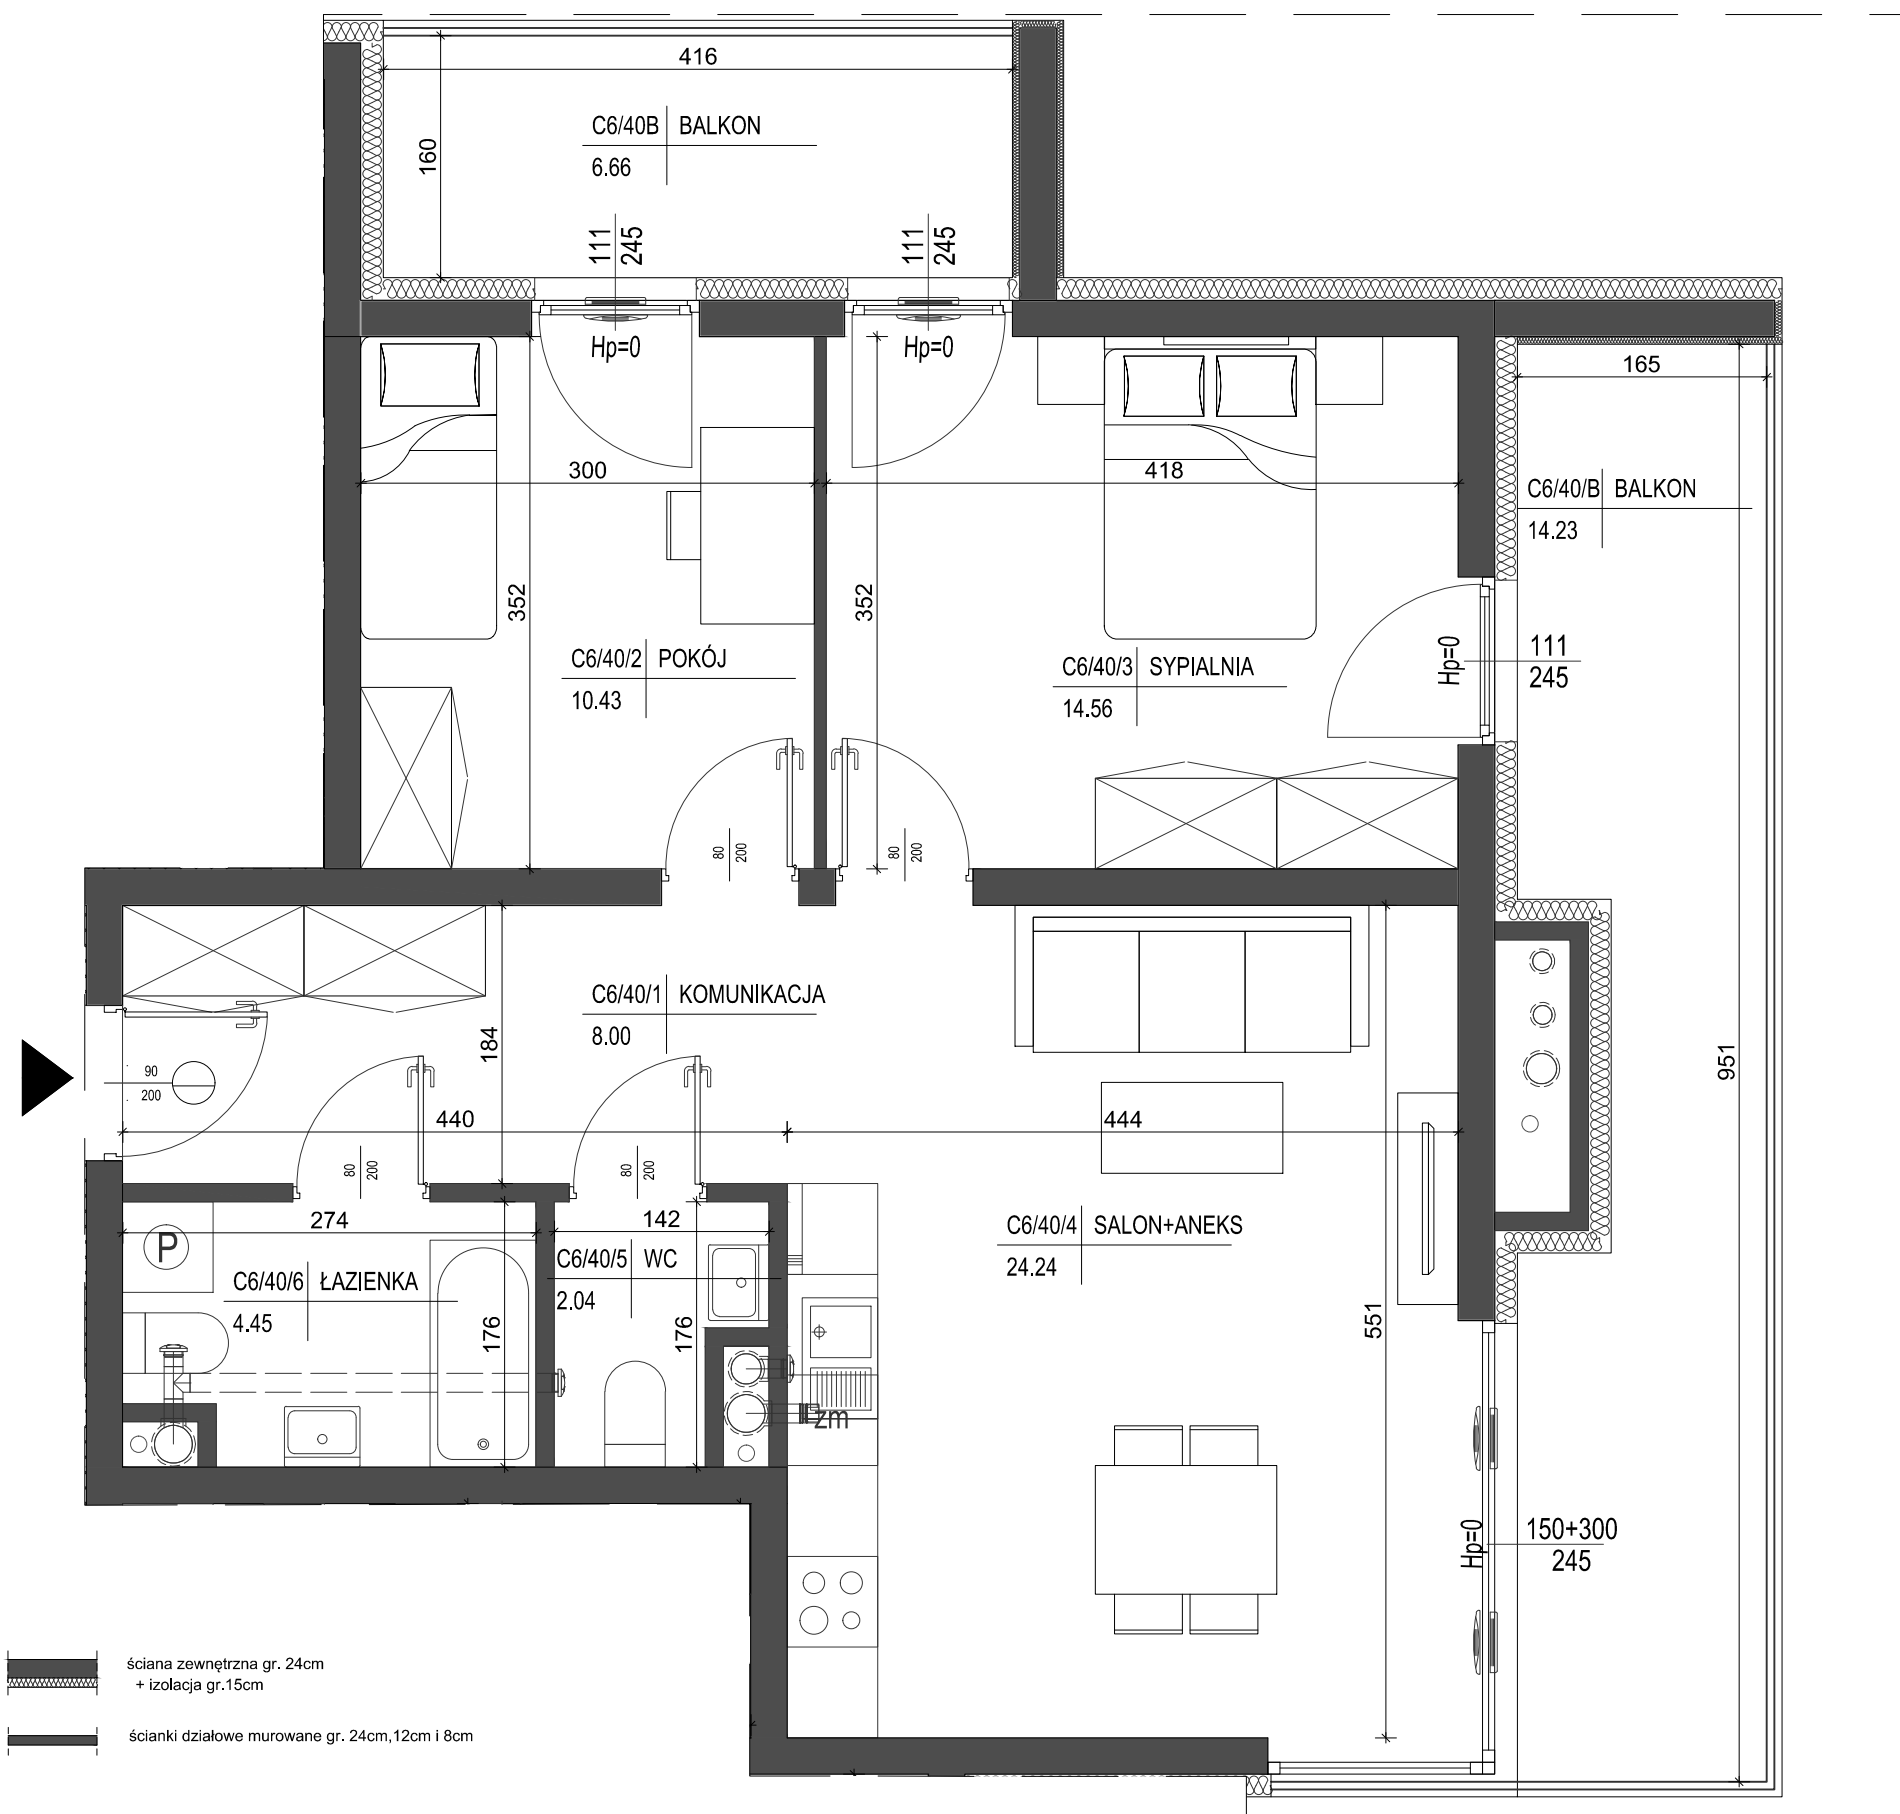 416
C6/40B BALKON
6.66
160
111
245
111
245
Hp=0
Hp=0
165
300
418
C6/40/B BALKON
14.23
352
352
C6/40/2 POKÓJ
10.43
C6/40/3 SYPIALNIA
14.56
Hp=0
111
245
80
200
80
200
C6/40/1 KOMUNIKACJA
8.00
184
951
90
200
440
444
80
200
80
200
274
142
P
C6/40/6 ŁAZIENKA
4.45
C6/40/5 WC
2.04
C6/40/4 SALON+ANEKS
24.24
176
176
551
zm
Hp=0
150+300
245
ściana zewnętrzna gr. 24cm
+ izolacja gr.15cm
ścianki działowe murowane gr. 24cm,12cm i 8cm